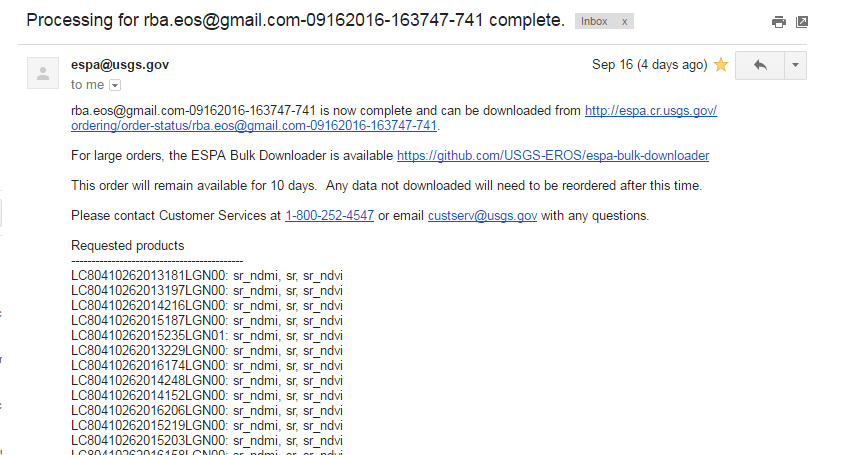 Processing for rba.eos@gmail.com-09162016-163747-741 complete. Inbox x
espa@usgs.gov Sep 16 (4 days ago)
to me
rba.eos@gmail.com-09162016-163747-741 is now complete and can be downloaded from http://espa.cr.usgs.gov/
ordering/order-status/rba.eos@gmail.com-09162016-163747-741.
For large orders, the ESPA Bulk Downloader is available https://github.com/USGS-EROS/espa-bulk-downloader
This order will remain available for 10 days.  Any data not downloaded will need to be reordered after this time.
Please contact Customer Services at 1-800-252-4547 or email custserv@usgs.gov with any questions.
Requested products
-------------------------------------------
LC80410262013181LGN00: sr_ndmi, sr, sr_ndvi
LC80410262013197LGN00: sr_ndmi, sr, sr_ndvi
LC80410262014216LGN00: sr_ndmi, sr, sr_ndvi
LC80410262015187LGN00: sr_ndmi, sr, sr_ndvi
LC80410262015235LGN01: sr_ndmi, sr, sr_ndvi
LC80410262013229LGN00: sr_ndmi, sr, sr_ndvi
LC80410262016174LGN00: sr_ndmi, sr, sr_ndvi
LC80410262014248LGN00: sr_ndmi, sr, sr_ndvi
LC80410262014152LGN00: sr_ndmi, sr, sr_ndvi
LC80410262016206LGN00: sr_ndmi, sr, sr_ndvi
LC80410262015219LGN00: sr_ndmi, sr, sr_ndvi
LC80410262015203LGN00: sr_ndmi, sr, sr_ndvi
LC80410262016158LGN00: sr_ndmi, sr, sr_ndvi